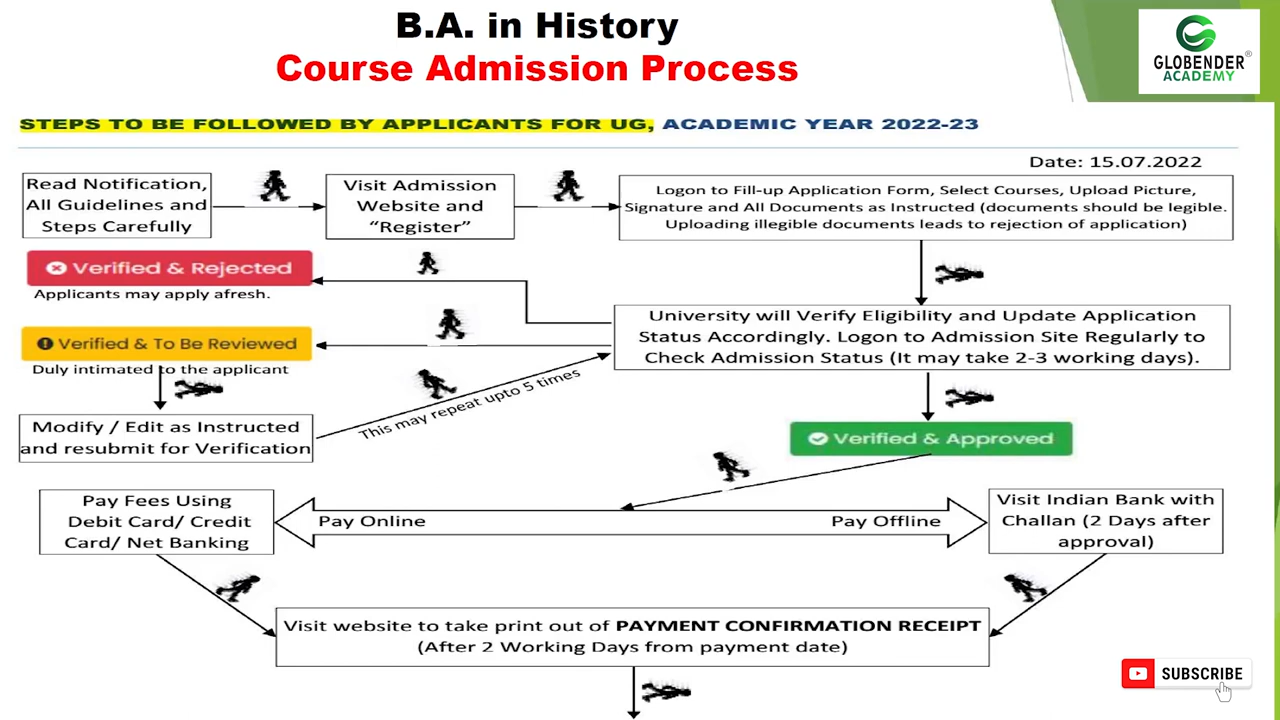 B.A. in History
Course Admission Process
GLOBENDER®
ACADEMY
STEPS TO BE FOLLOWED BY APPLICANTS FOR UG, ACADEMIC YEAR 2022-23
Date: 15.07.2022
Read Notification,
All Guidelines and
Steps Carefully
Visit Admission
Website and
“Register”
Logon to Fill-up Application Form, Select Courses, Upload Picture,
Signature and All Documents as Instructed (documents should be legible.
Uploading illegible documents leads to rejection of application)
Verified & Rejected
Applicants may apply afresh.
University will Verify Eligibility and Update Application
Status Accordingly. Logon to Admission Site Regularly to
Check Admission Status (It may take 2-3 working days).
Verified & To Be Reviewed
Duly intimated to the applicant
This may repeat upto 5 times
Modify / Edit as Instructed
and resubmit for Verification
Verified & Approved
Pay Fees Using
Debit Card/ Credit
Card/ Net Banking
Pay Online
Pay Offline
Visit Indian Bank with
Challan (2 Days after
approval)
Visit website to take print out of PAYMENT CONFIRMATION RECEIPT
(After 2 Working Days from payment date)
SUBSCRIBE